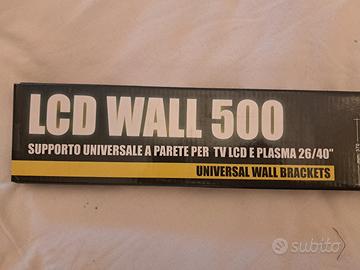 LCD WALL 500
SUPPORTO UNIVERSALE A PARETE PER TV LCD E PLASMA 26/40"
UNIVERSAL WALL BRACKETS
subito